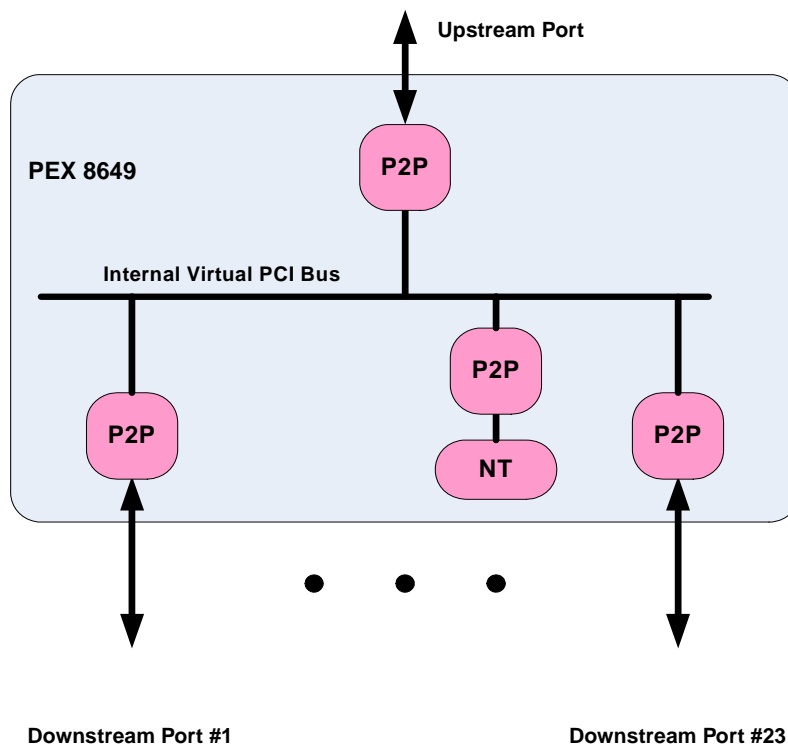 Upstream Port
P2P
PEX 8649
Internal Virtual PCI Bus
P2P
P2P
P2P
NT
Downstream Port #1
Downstream Port #23